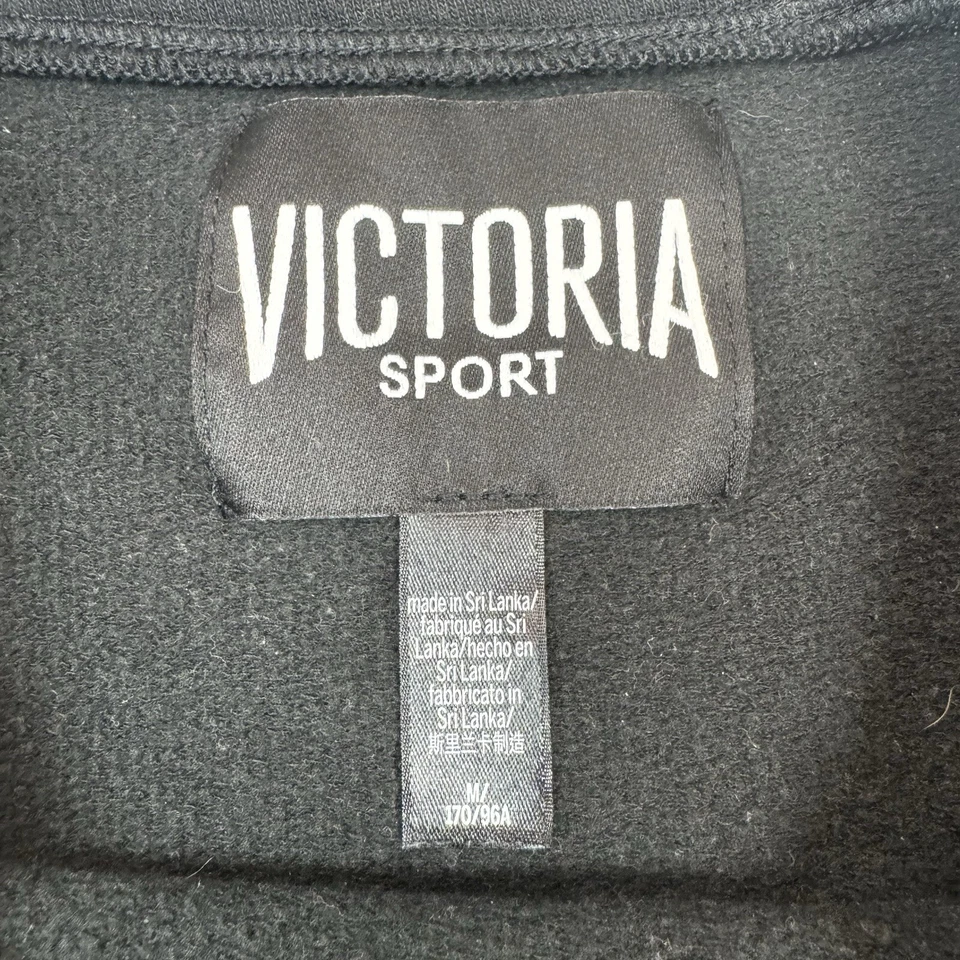 VICTORIA
SPORT
made in Sri Lanka/
fabriqué au Sri
Lanka/hecho en
Sri Lanka/
fabbricato in
Sri Lanka/
斯里兰卡制造
M/
170/96A